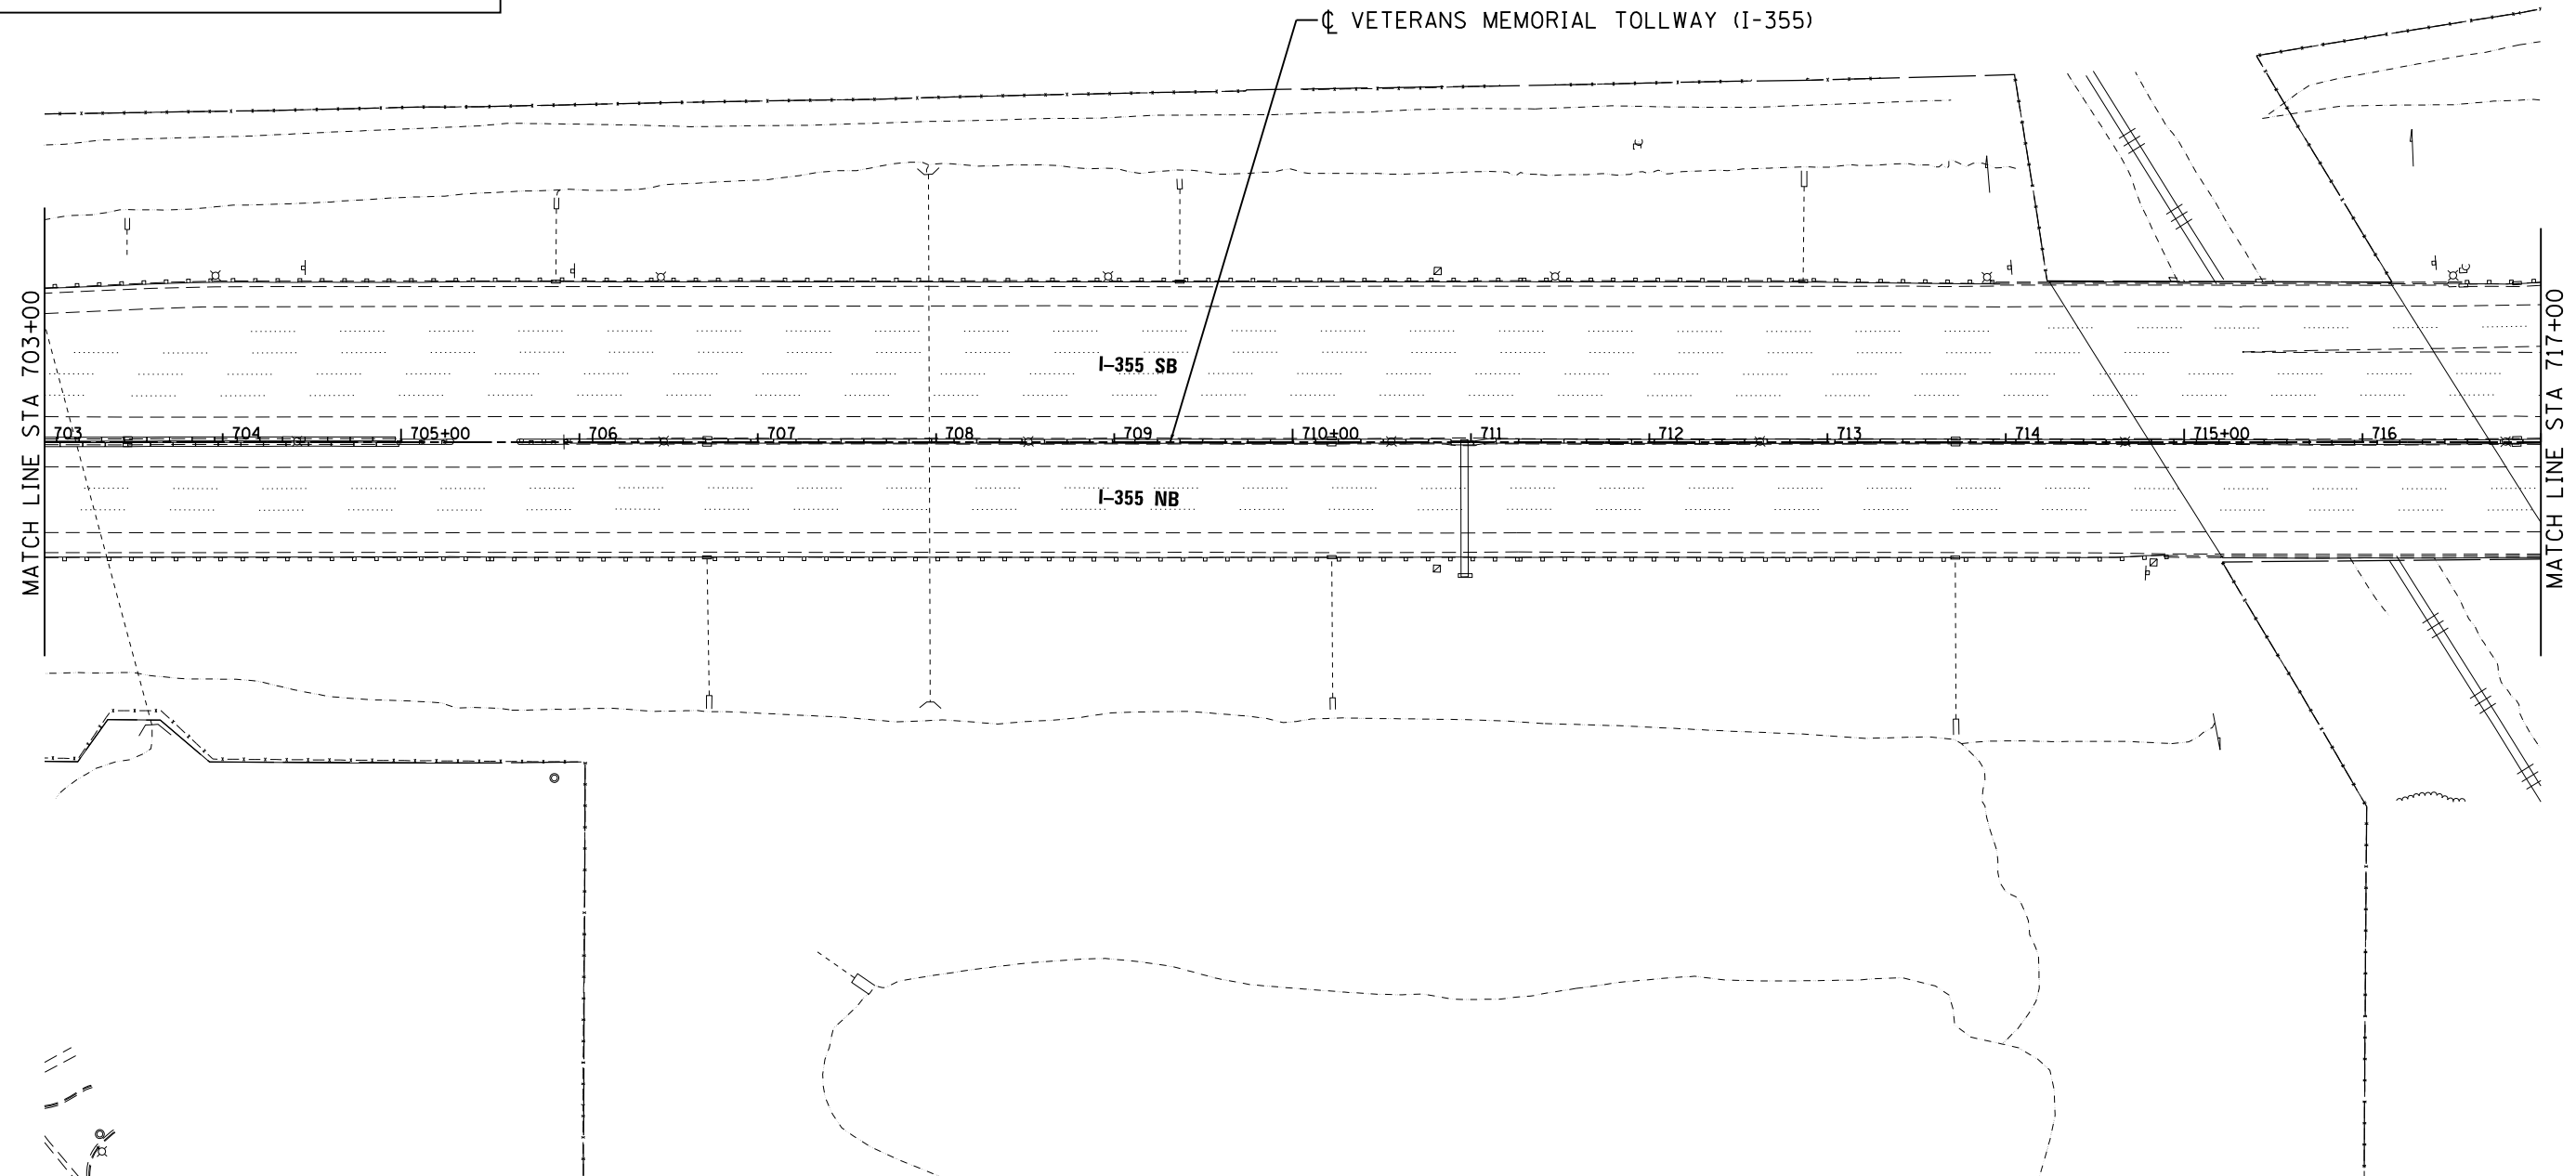 ℄ VETERANS MEMORIAL TOLLWAY (I-355)
MATCH LINE STA 703+00
I-355 SB
703 704 705+00 706 707 708 709 710+00 711 712 713 714 715+00 716
I-355 NB
MATCH LINE STA 717+00